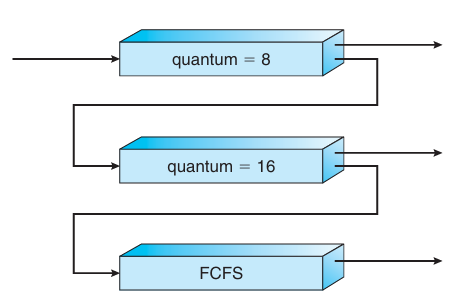 quantum = 8
quantum = 16
FCFS